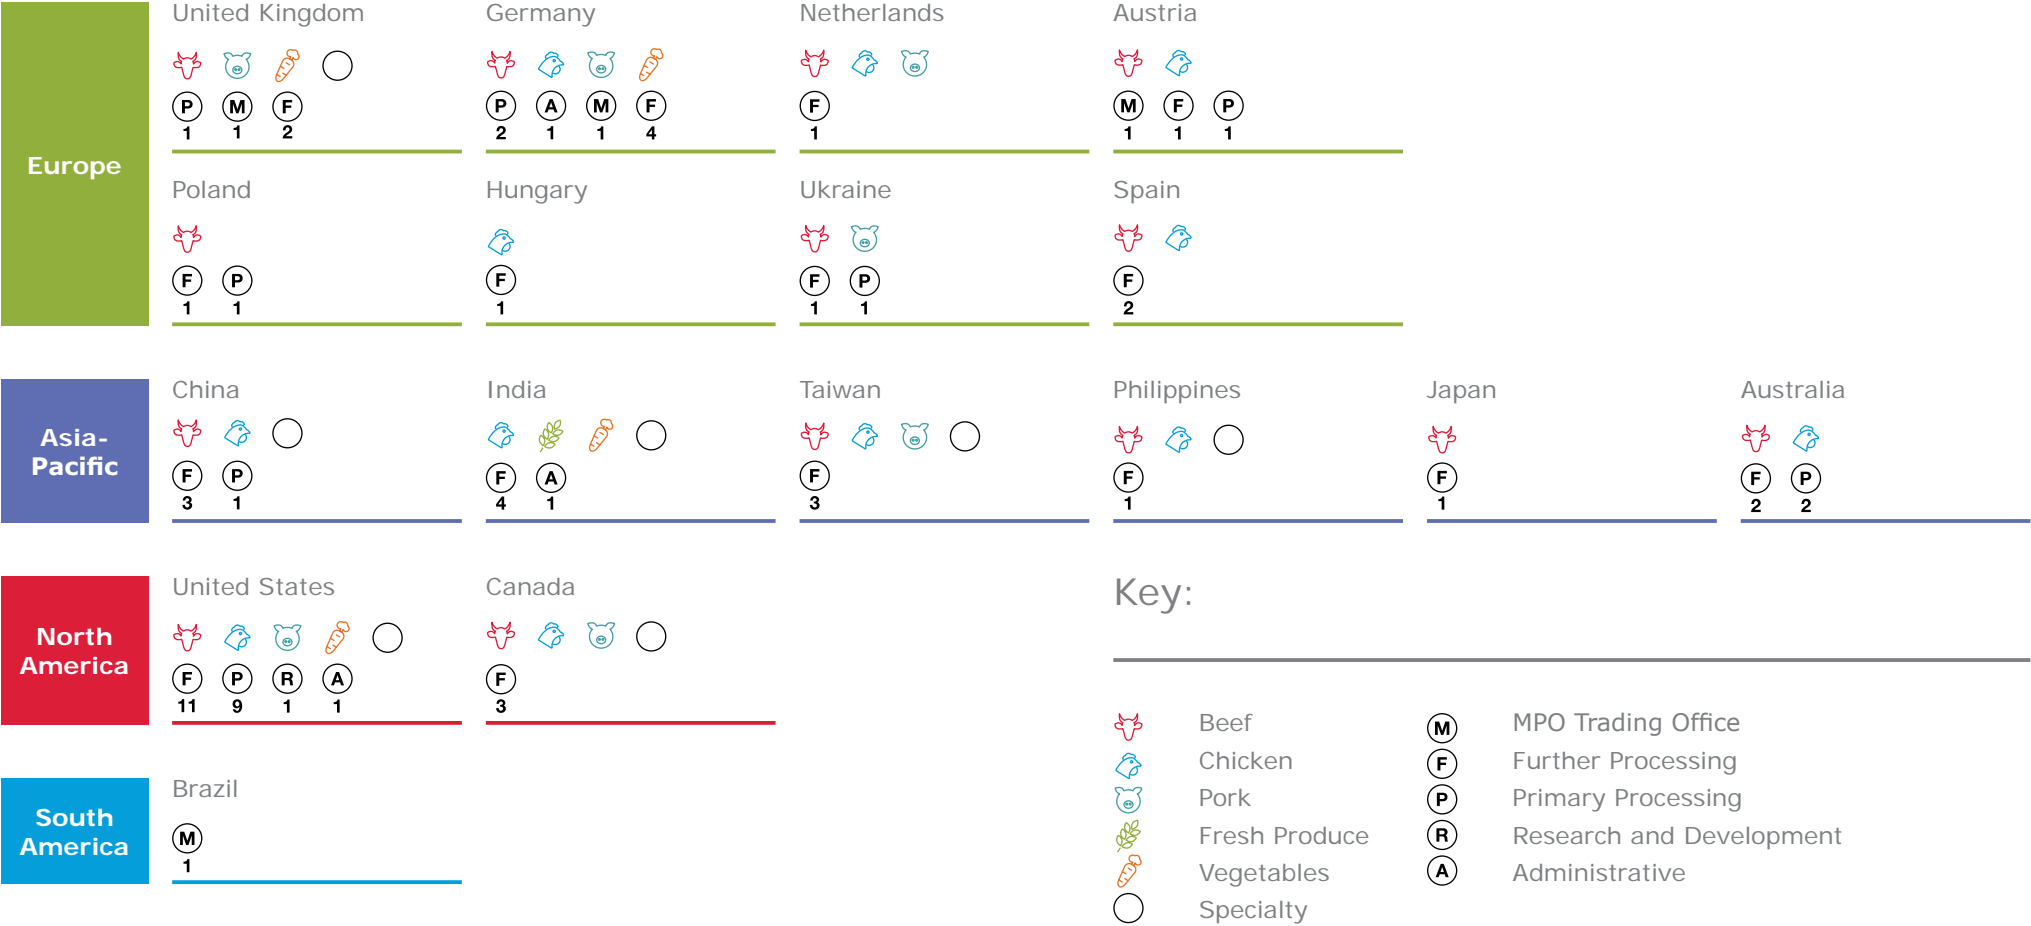 United Kingdom
P M F
1 1 2
Germany
P A M F
2 1 1 4
Netherlands
F
1
Austria
M F P
1 1 1
Europe
Poland
F P
1 1
Hungary
F
1
Ukraine
F P
1 1
Spain
F
2
Asia-
Pacific
China
F P
3 1
India
F A
4 1
Taiwan
F
3
Philippines
F
1
Japan
F
1
Australia
F P
2 2
North
America
United States
F P R A
11 9 1 1
Canada
F
3
South
America
Brazil
M
1
Key:
Beef
Chicken
Pork
Fresh Produce
Vegetables
Specialty
M MPO Trading Office
F Further Processing
P Primary Processing
R Research and Development
A Administrative